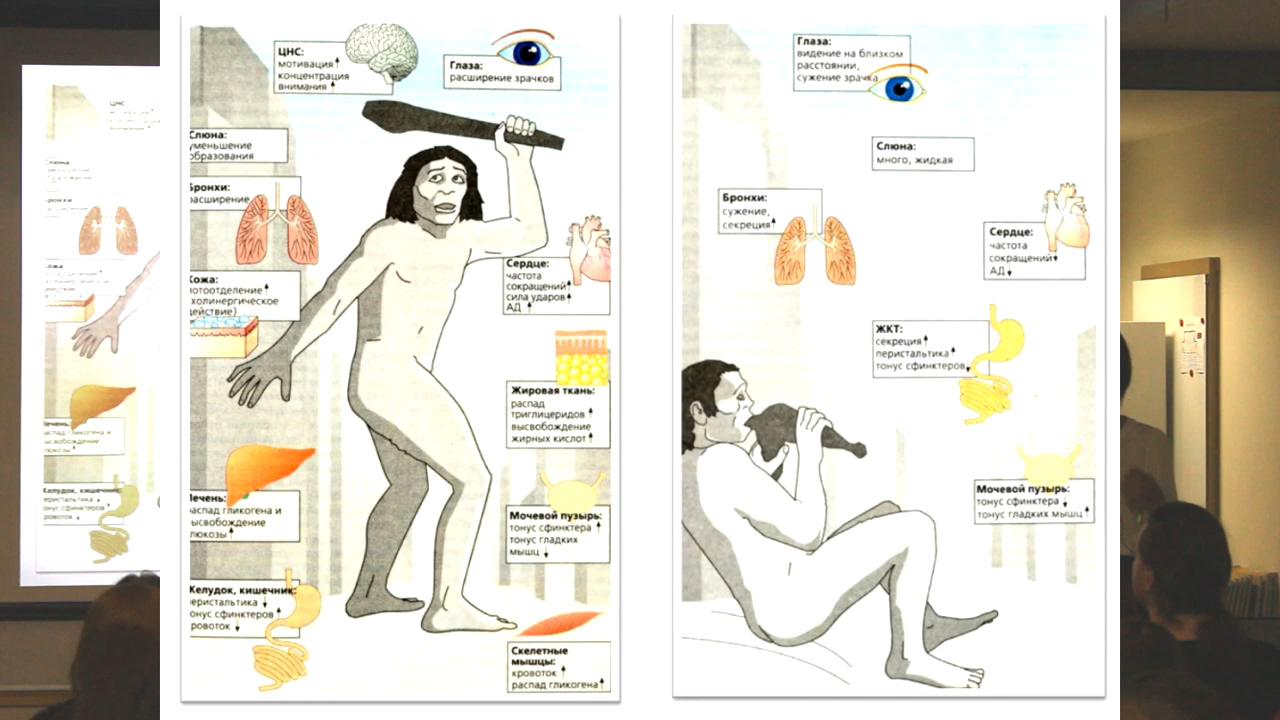 ЦНС:
мотивация↑
концентрация
внимания ↑
Глаза:
расширение зрачков
Слюна:
уменьшение
образования
Бронхи:
расширение
Кожа:
потоотделение ↑
холинергическое
действие)
Сердце:
частота
сокращений↑
сила ударов↑
АД ↑
Жировая ткань:
распад
триглицеридов ↑
высвобождение
жирных кислот↑
Печень:
распад гликогена и
высвобождение
глюкозы ↑
Мочевой пузырь:
тонус сфинктера ↑
тонус гладких
мышц ↓
Желудок, кишечник:
перистальтика ↓
тонус сфинктеров ↑
кровоток ↓
Скелетные
мышцы:
кровоток ↑
распад гликогена↑
Глаза:
видение на близком
расстоянии,
сужение зрачка
Слюна:
много, жидкая
Бронхи:
сужение,
секреция↑
Сердце:
частота
сокращений↓
АД↓
ЖКТ:
секреция ↑
перистальтика↑
тонус сфинктеров↓
Мочевой пузырь:
тонус сфинктера ↓
тонус гладких мышц↑